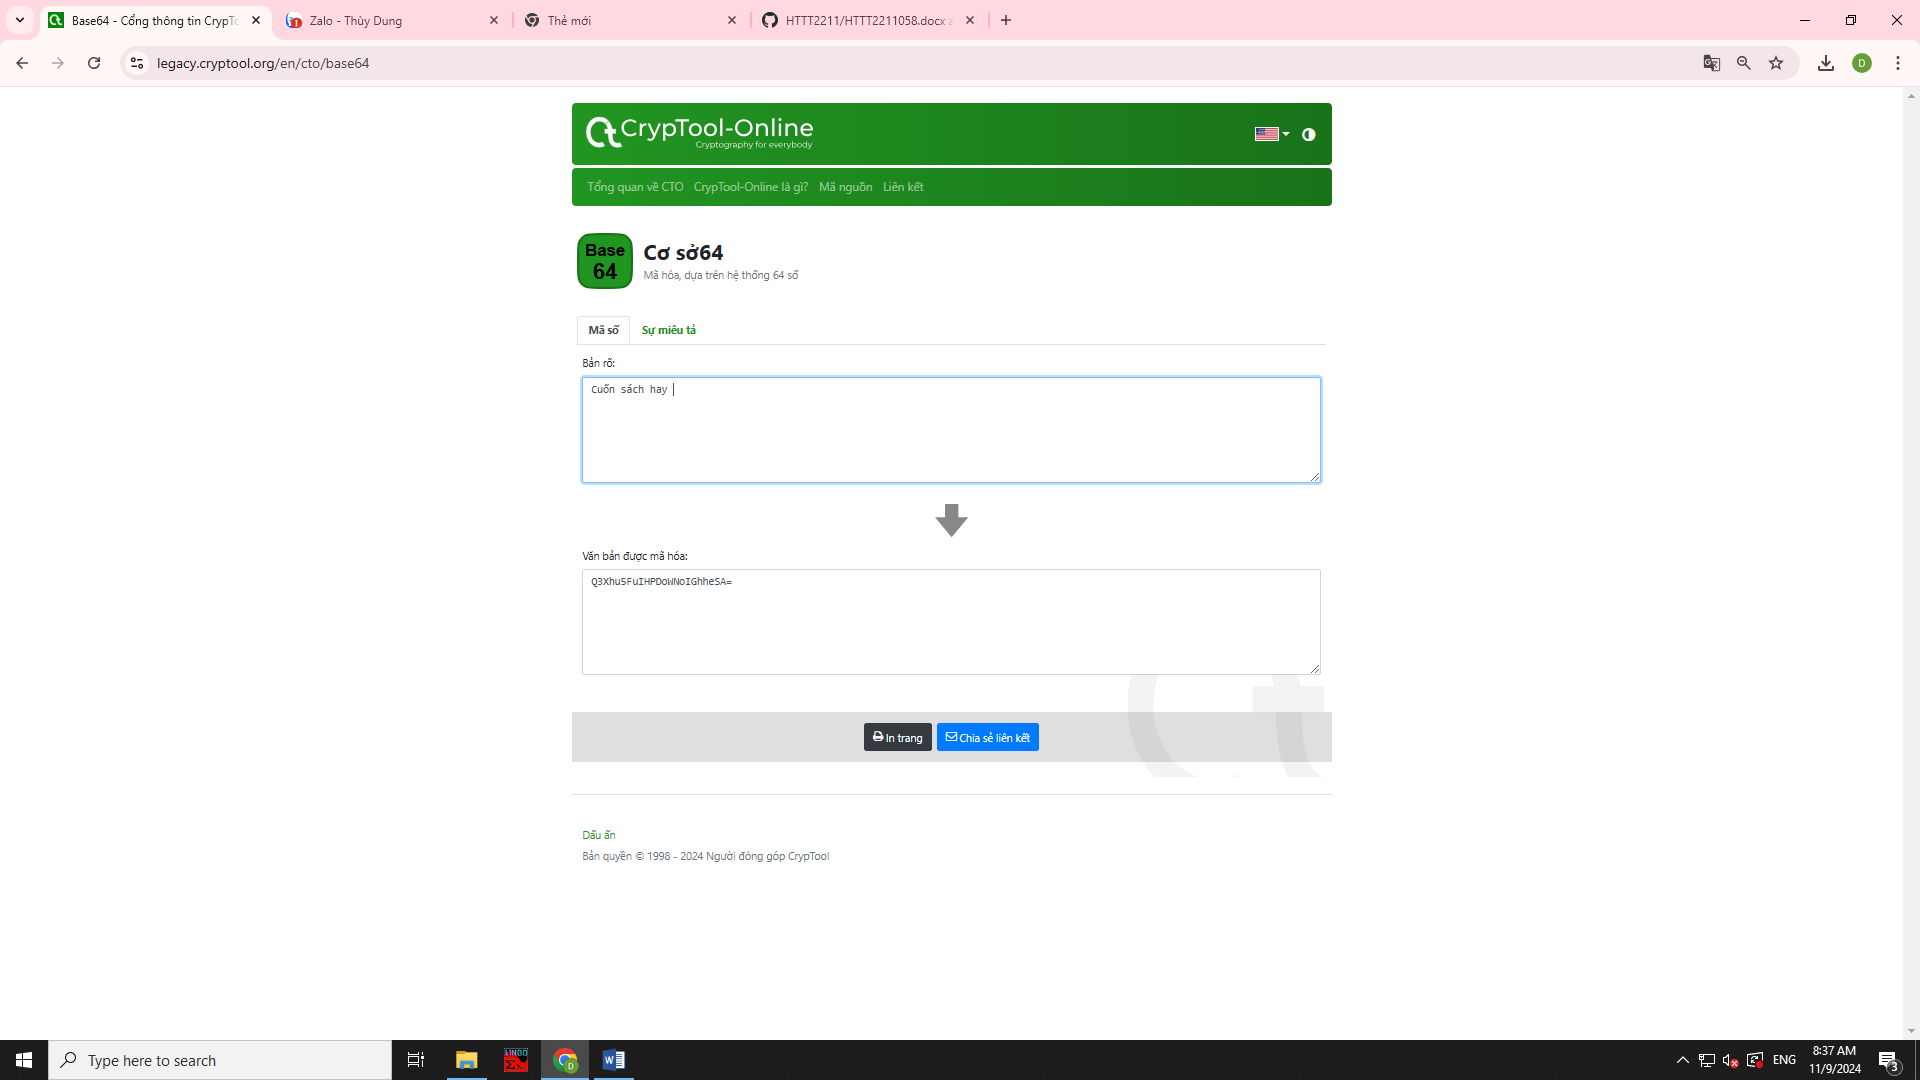 Base64 - Cổng thông tin CrypTo
Zalo - Thùy Dung
Thẻ mới
HTTT2211/HTTT2211058.docx a
legacy.cryptool.org/en/cto/base64
D
CrypTool-Online
Cryptography for everybody
Tổng quan về CTO CrypTool-Online là gì? Mã nguồn Liên kết
Base
64
Cơ sở64
Mã hóa, dựa trên hệ thống 64 số
Mã số
Sự miêu tả
Bản rõ:
Cuốn sách hay
Văn bản được mã hóa:
Q3Xhu5FuIHPDoWNoIGhheSA=
In trang
Chia sẻ liên kết
Dấu ấn
Bản quyền © 1998 - 2024 Người đóng góp CrypTool
Type here to search
LINGO
D
W
ENG
8:37 AM
11/9/2024
3